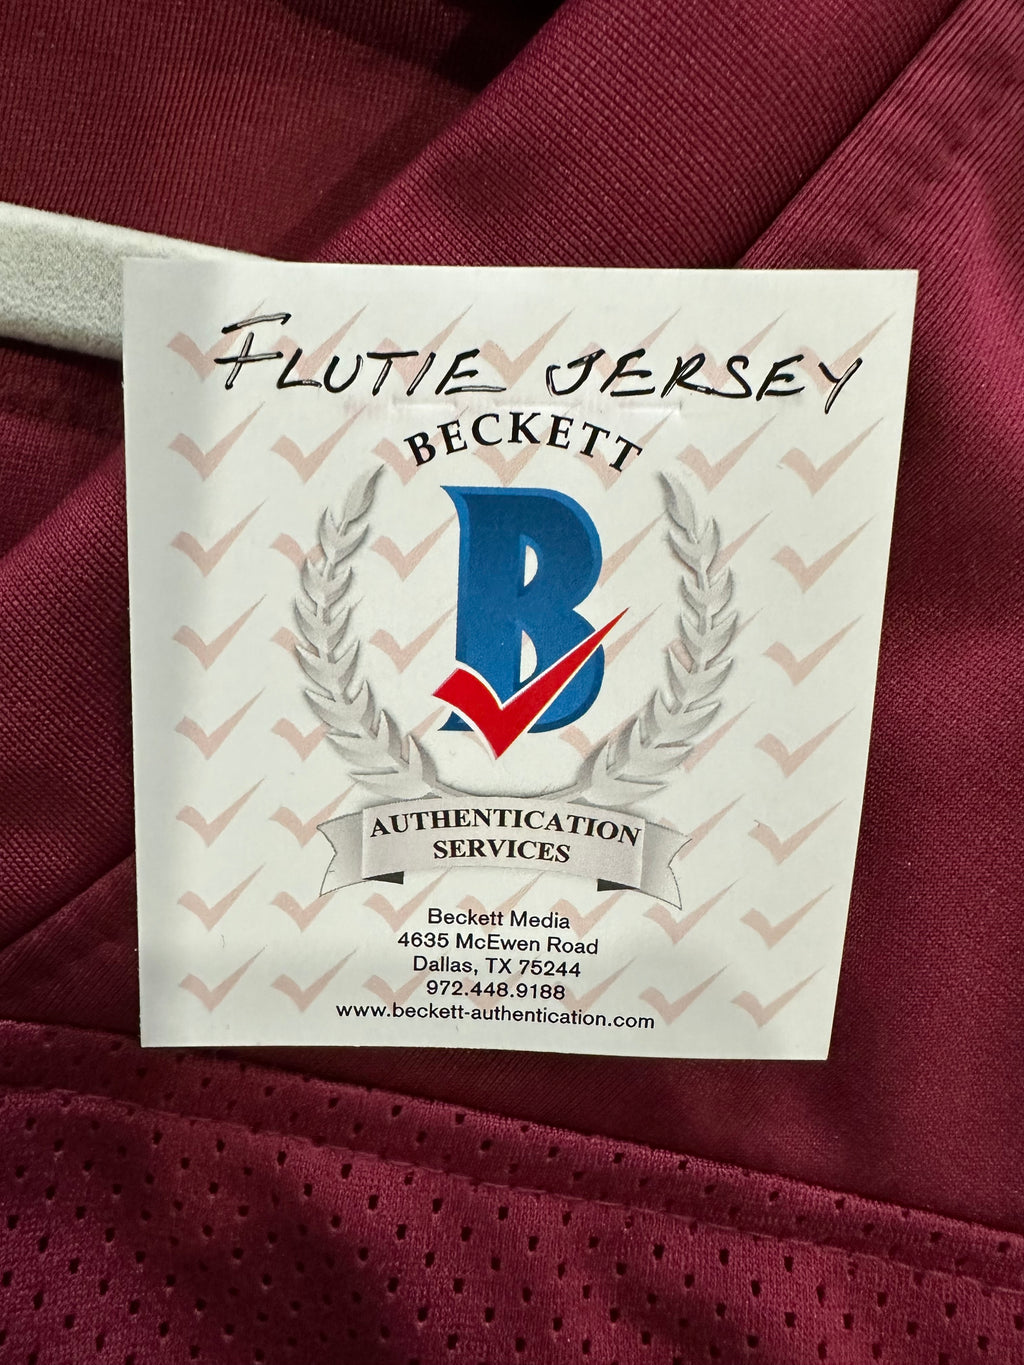 FLUTIE JERSEY
BECKETT
B
AUTHENTICATION
SERVICES
Beckett Media
4635 McEwen Road
Dallas, TX 75244
972.448.9188
www.beckett-authentication.com